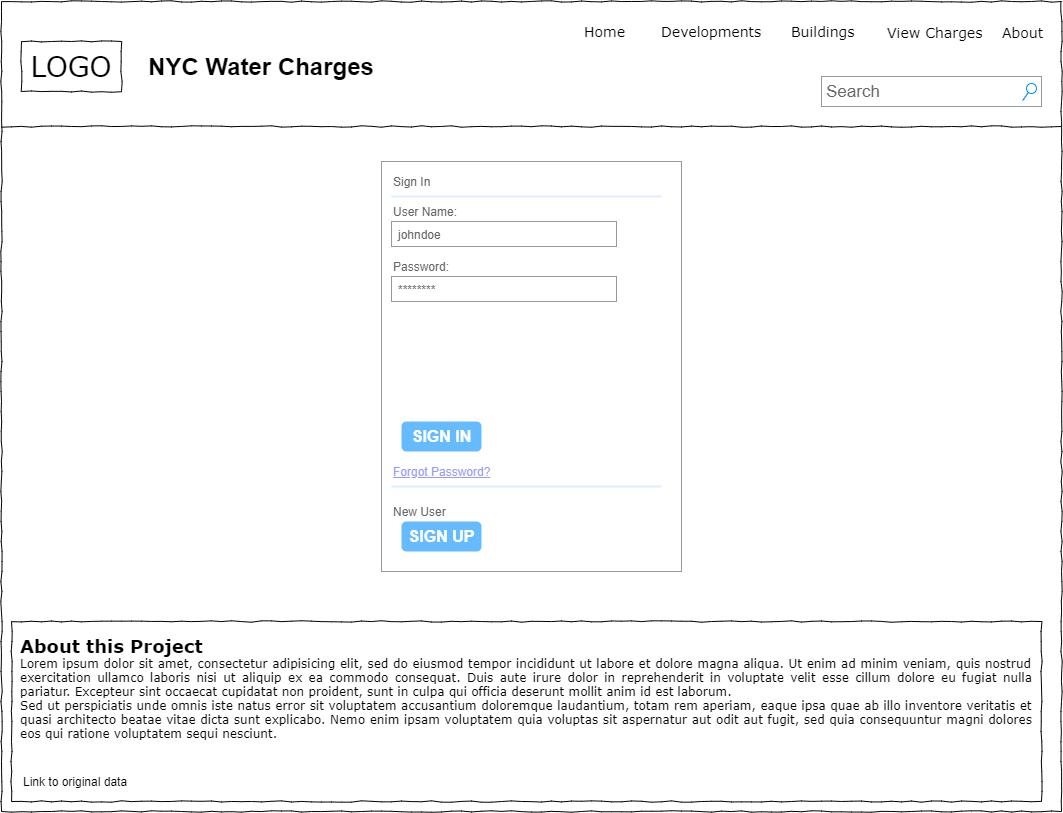 Home Developments Buildings View Charges About
LOGO NYC Water Charges
Search
Sign In
User Name:
johndoe
Password:
********
SIGN IN
Forgot Password?
New User
SIGN UP
About this Project
Lorem ipsum dolor sit amet, consectetur adipisicing elit, sed do eiusmod tempor incididunt ut labore et dolore magna aliqua. Ut enim ad minim veniam, quis nostrud
exercitation ullamco laboris nisi ut aliquip ex ea commodo consequat. Duis aute irure dolor in reprehenderit in voluptate velit esse cillum dolore eu fugiat nulla
pariatur. Excepteur sint occaecat cupidatat non proident, sunt in culpa qui officia deserunt mollit anim id est laborum.
Sed ut perspiciatis unde omnis iste natus error sit voluptatem accusantium doloremque laudantium, totam rem aperiam, eaque ipsa quae ab illo inventore veritatis et
quasi architecto beatae vitae dicta sunt explicabo. Nemo enim ipsam voluptatem quia voluptas sit aspernatur aut odit aut fugit, sed quia consequuntur magni dolores
eos qui ratione voluptatem sequi nesciunt.
Link to original data